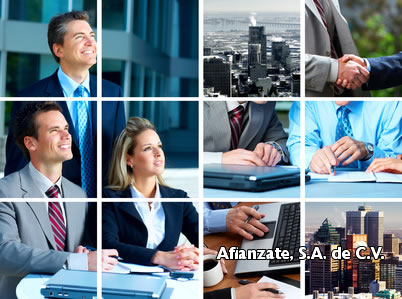 Afianzate, S.A. de C.V.